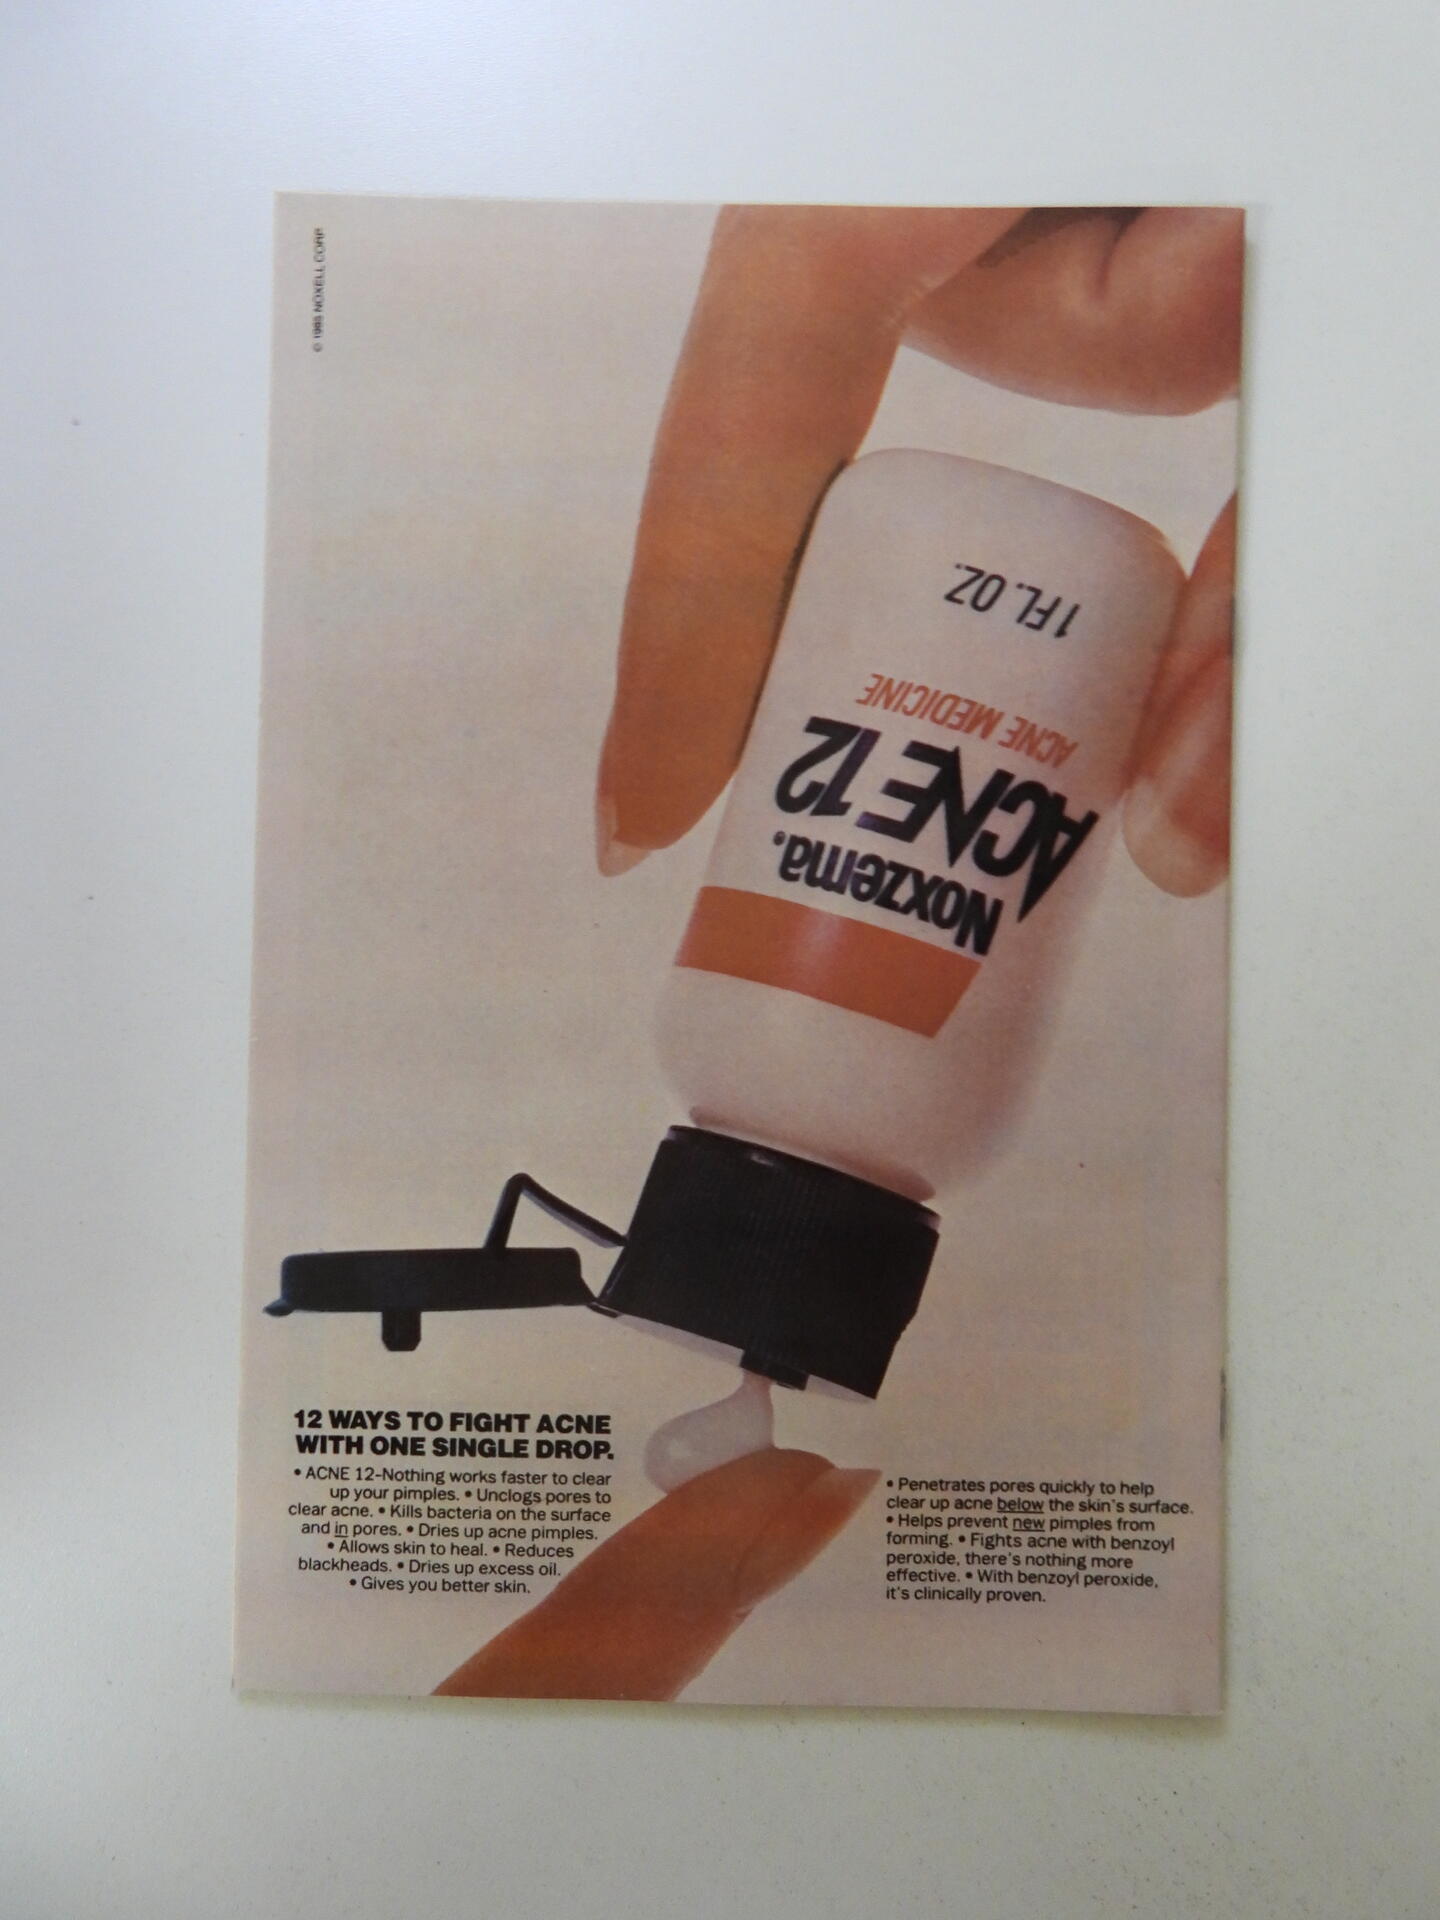 © 1985 NOXELL CORP.
1 FL. OZ.
ACNE MEDICINE
ACNE 12
Noxzema.
12 WAYS TO FIGHT ACNE
WITH ONE SINGLE DROP.
• ACNE 12-Nothing works faster to clear
up your pimples. • Unclogs pores to
clear acne. • Kills bacteria on the surface
and in pores. • Dries up acne pimples.
• Allows skin to heal. • Reduces
blackheads. • Dries up excess oil.
• Gives you better skin.
• Penetrates pores quickly to help
clear up acne below the skin's surface.
• Helps prevent new pimples from
forming. • Fights acne with benzoyl
peroxide, there's nothing more
effective. • With benzoyl peroxide,
it's clinically proven.